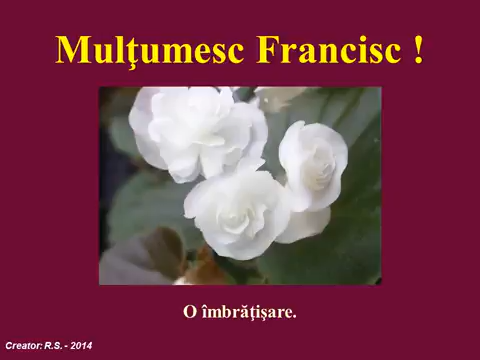 Mulţumesc Francisc !
O îmbrăţişare.
Creator: R.S. - 2014